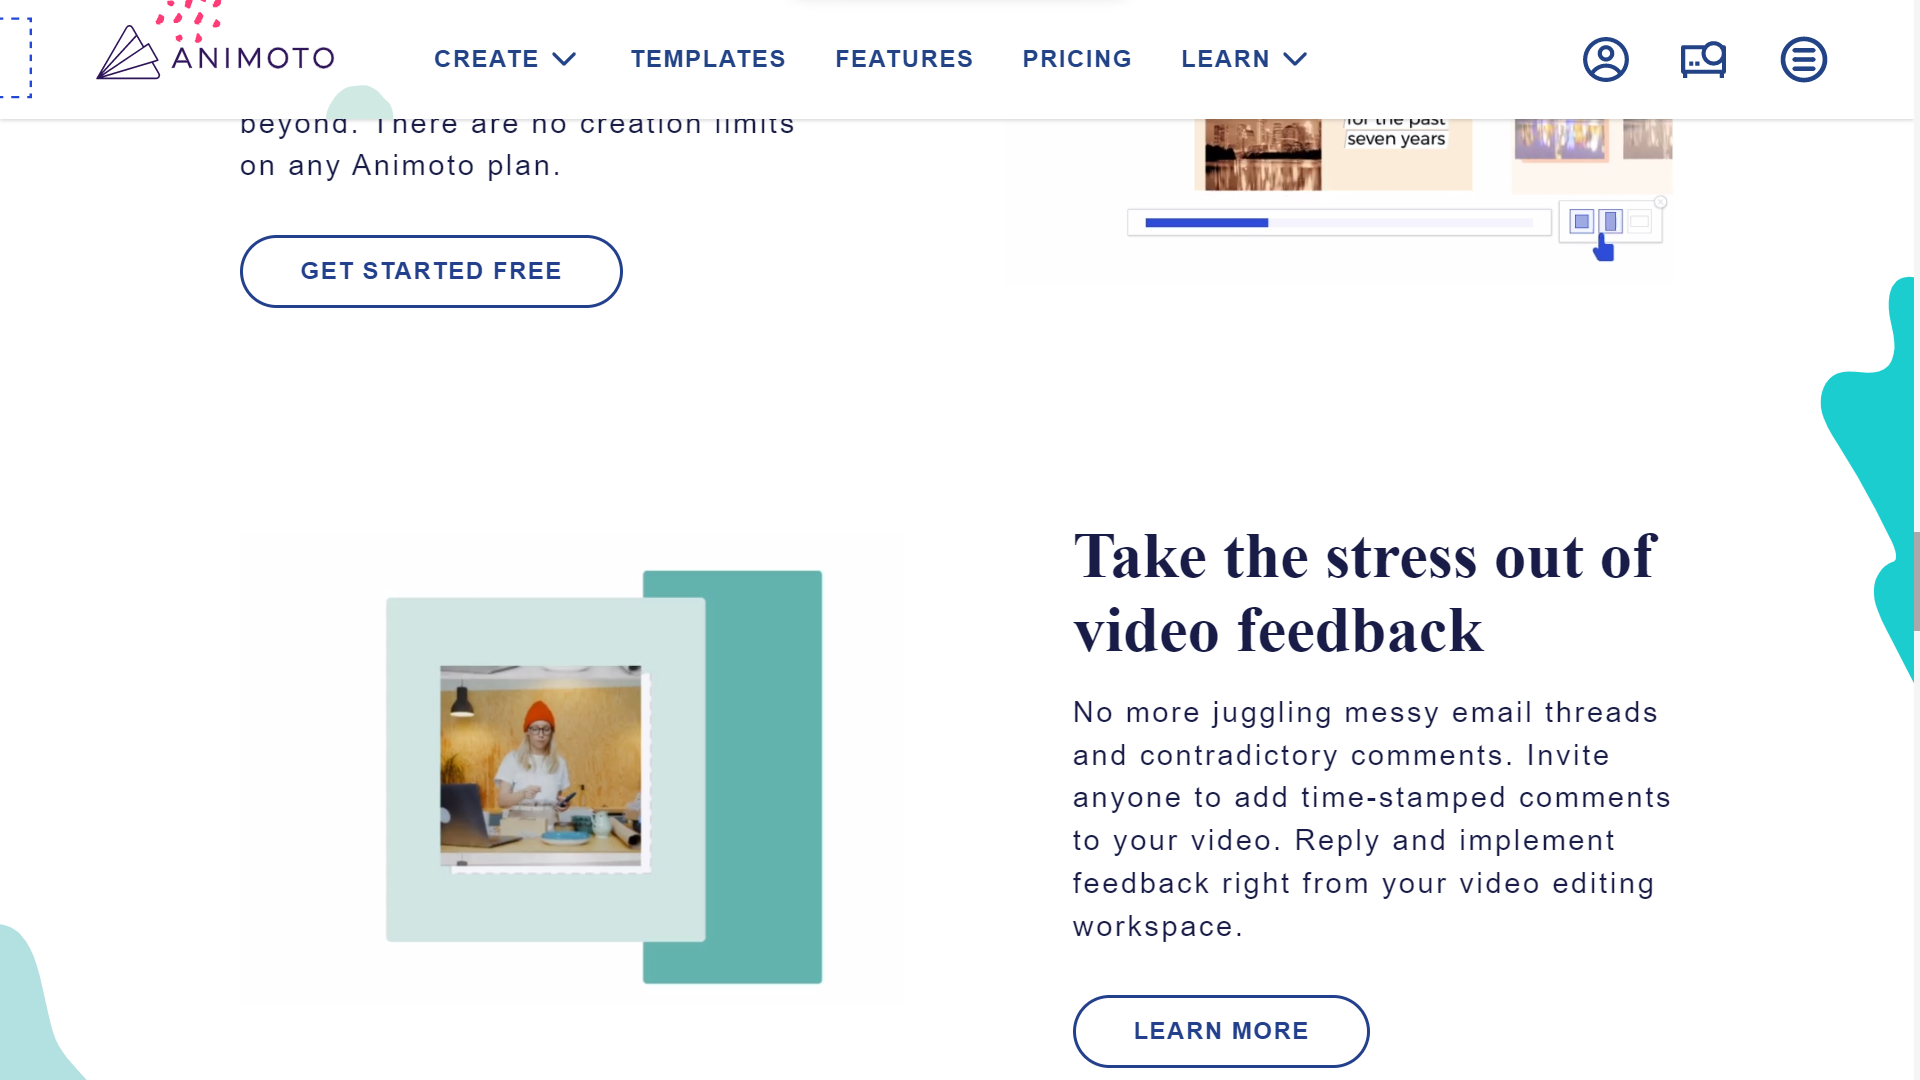 ANIMOTO
CREATE
TEMPLATES
FEATURES
PRICING
LEARN
beyond. There are no creation limits
on any Animoto plan.
GET STARTED FREE
for the past
seven years
Take the stress out of
video feedback
No more juggling messy email threads
and contradictory comments. Invite
anyone to add time-stamped comments
to your video. Reply and implement
feedback right from your video editing
workspace.
LEARN MORE